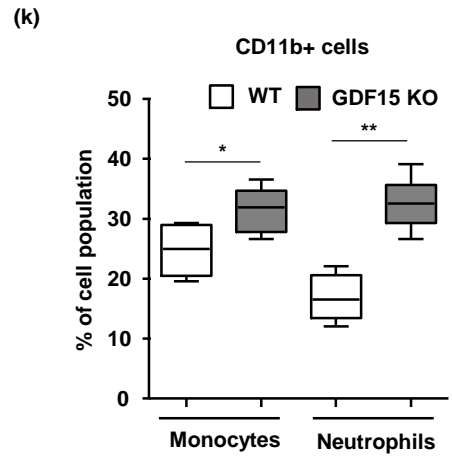 (k)
CD11b+ cells
WT GDF15 KO
% of cell population
50
40
30
20
10
0
* **
Monocytes Neutrophils